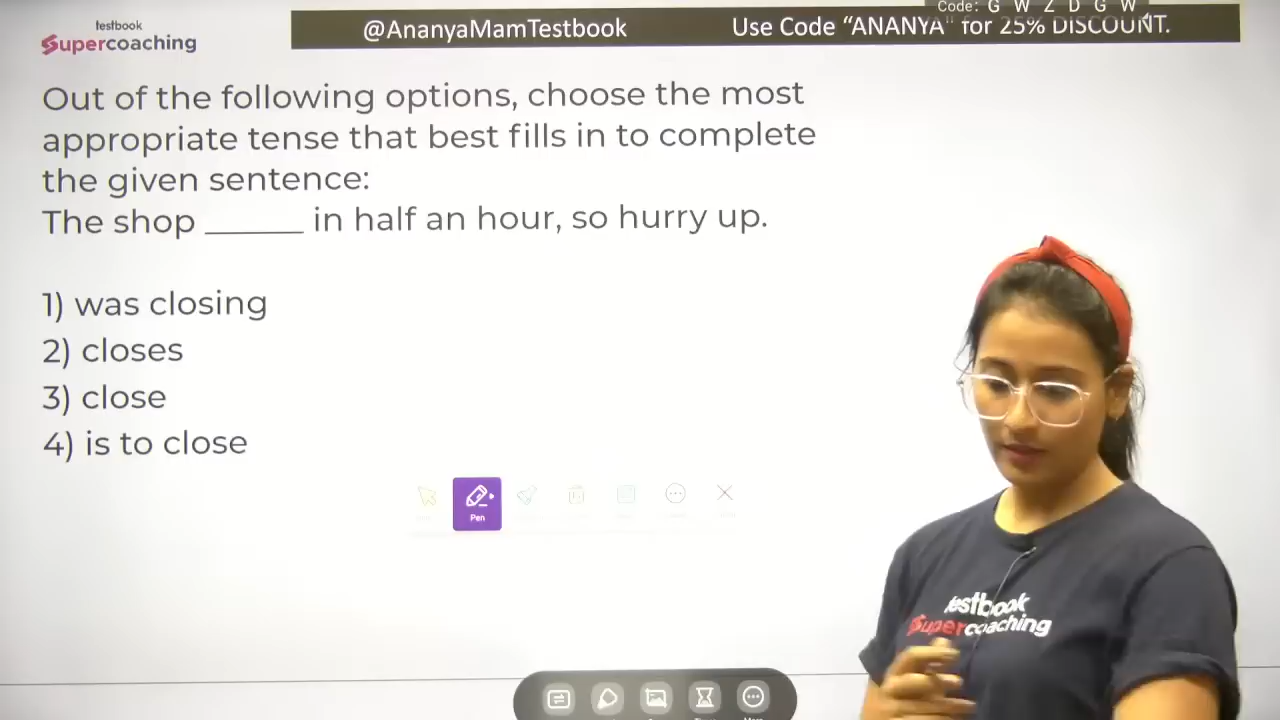 testbook
Supercoaching
@AnanyaMamTestbook
Use Code “ANANYA" for 25% DISCOUNT.
Code: G W Z D G W
Out of the following options, choose the most
appropriate tense that best fills in to complete
the given sentence:
The shop ______ in half an hour, so hurry up.
1) was closing
2) closes
3) close
4) is to close
Pen
testbook
Supercoaching